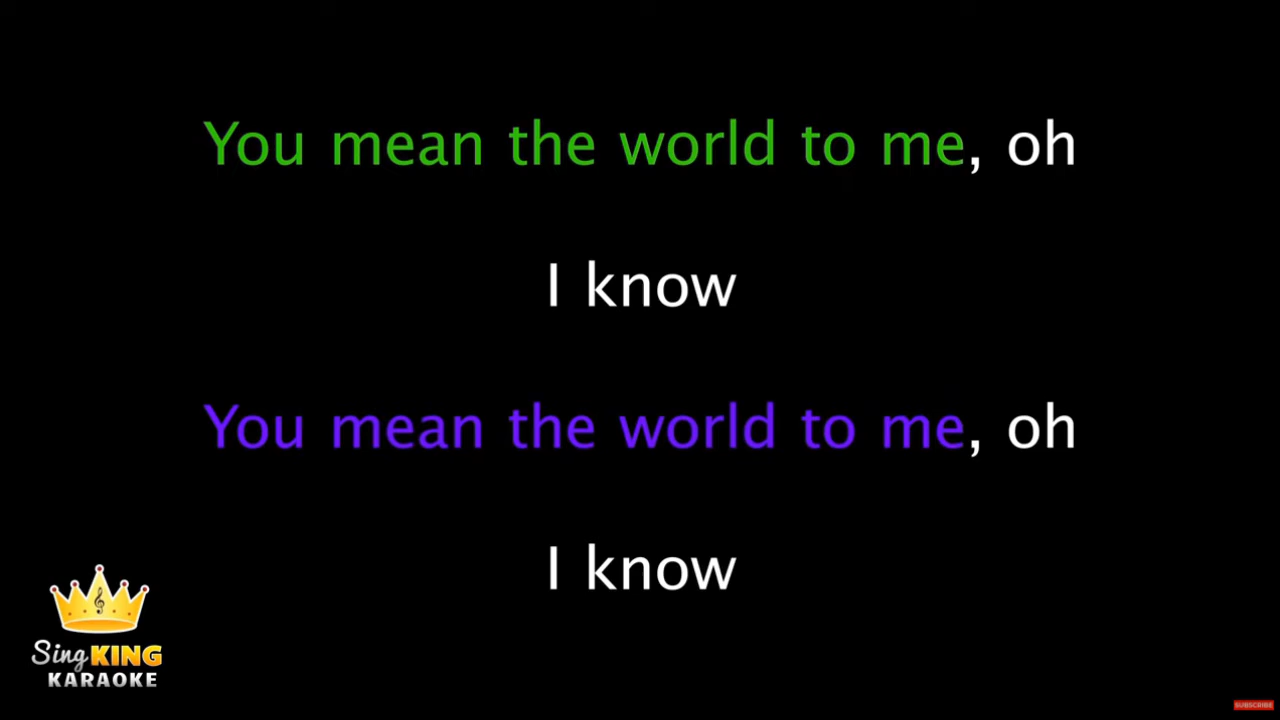 You mean the world to me, oh
I know
You mean the world to me, oh
I know
Sing KING
KARAOKE
SUBSCRIBE